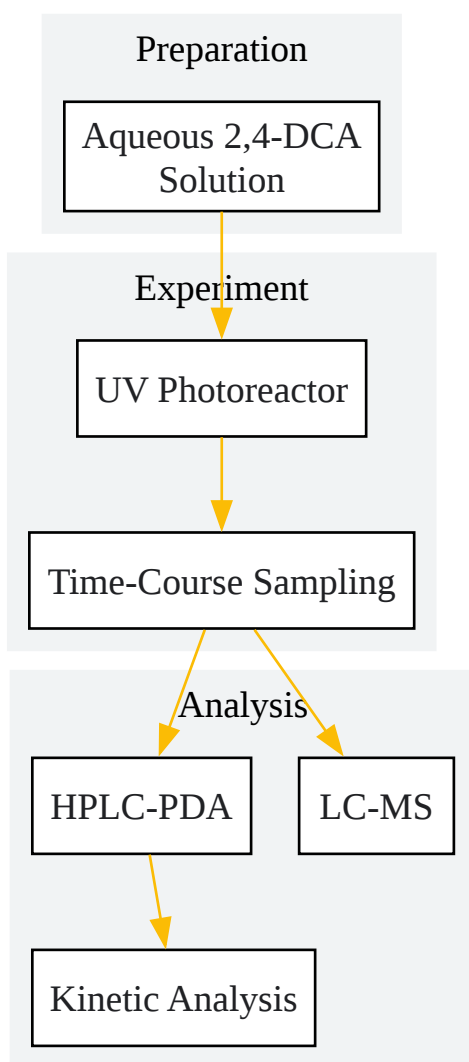 Preparation
Aqueous 2,4-DCA
Solution
Experiment
UV Photoreactor
Time-Course Sampling
Analysis
HPLC-PDA
LC-MS
Kinetic Analysis